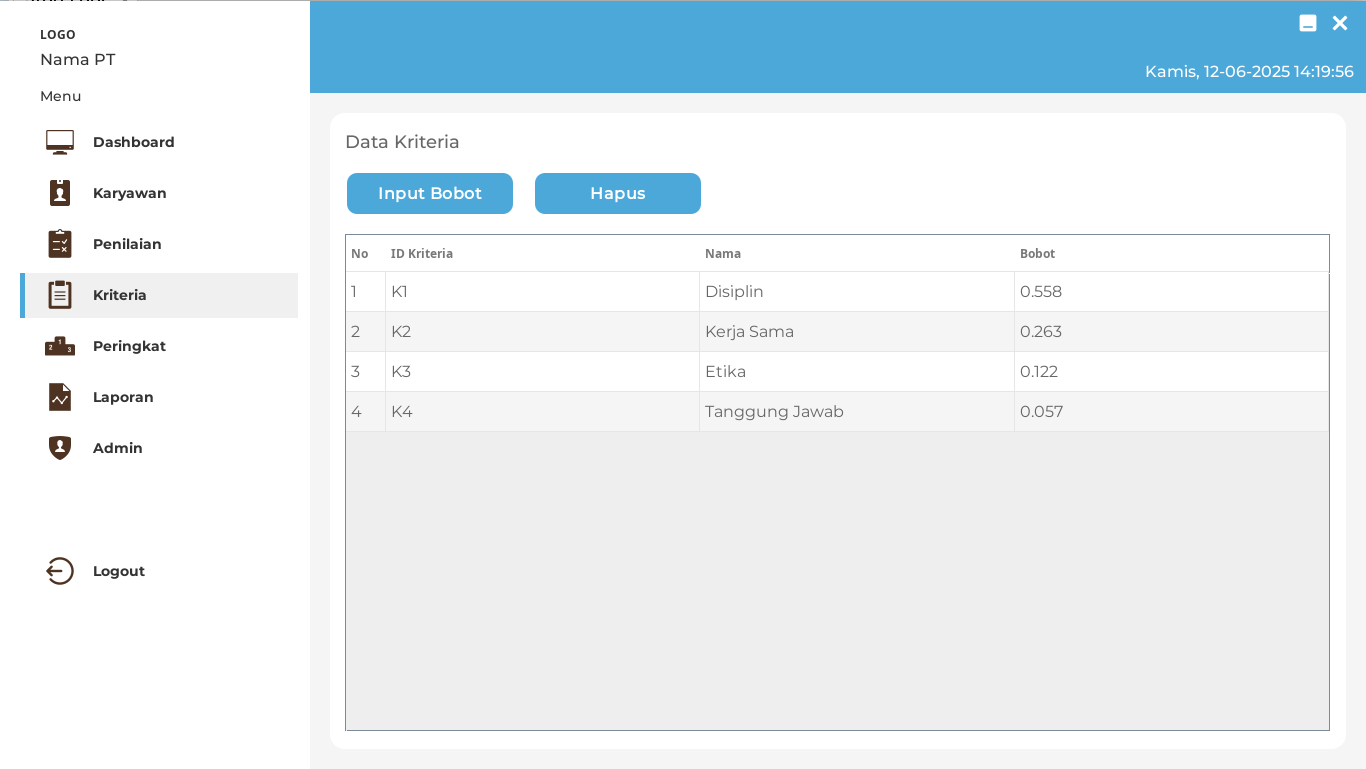 LOGO
Nama PT
Menu
Dashboard
Karyawan
Penilaian
Kriteria
Peringkat
Laporan
Admin
Logout
Kamis, 12-06-2025 14:19:56
Data Kriteria
Input Bobot Hapus
No ID Kriteria Nama Bobot
1 K1 Disiplin 0.558
2 K2 Kerja Sama 0.263
3 K3 Etika 0.122
4 K4 Tanggung Jawab 0.057